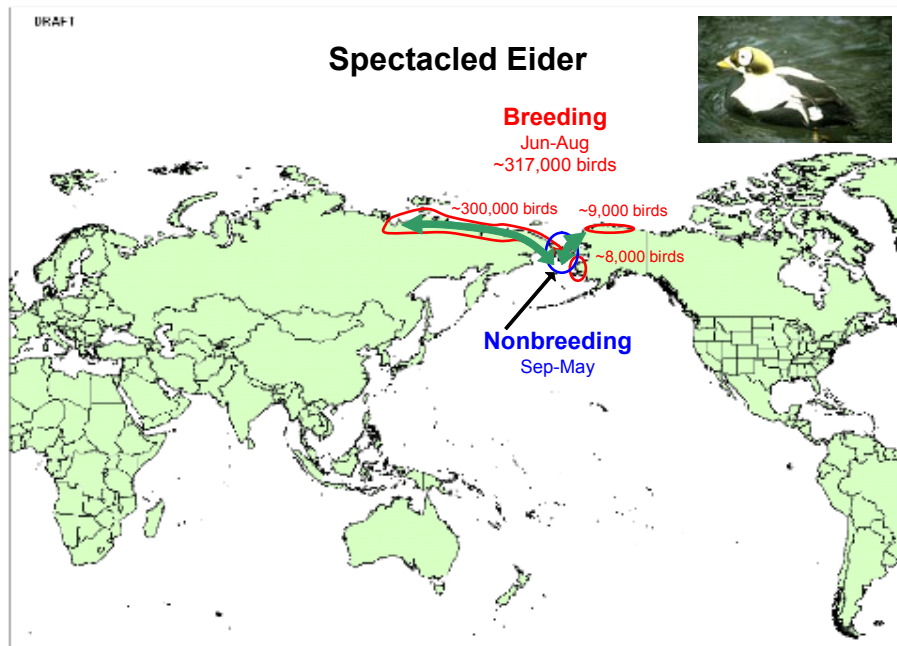 DRAFT
Spectacled Eider
Breeding
Jun-Aug
~317,000 birds
~300,000 birds
~9,000 birds
~8,000 birds
Nonbreeding
Sep-May